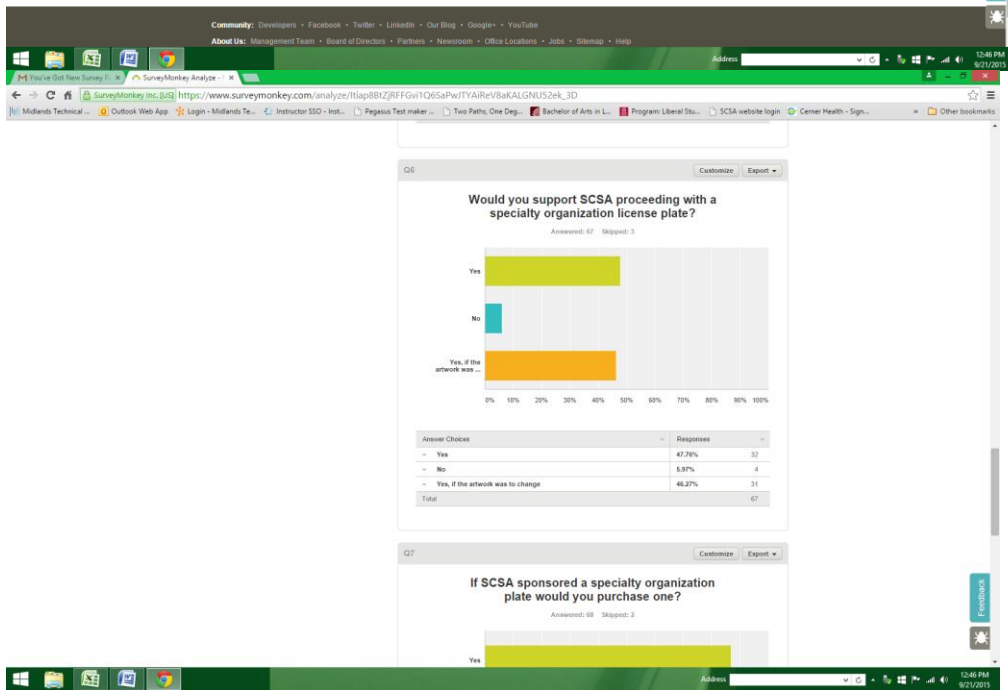 Community: Developers • Facebook • Twitter • LinkedIn • Our Blog • Google+ • YouTube
About Us: Management Team • Board of Directors • Partners • Newsroom • Office Locations • Jobs • Sitemap • Help
Address
12:46 PM
9/21/2015
You've Got New Survey
SurveyMonkey Analyze -
SurveyMonkey Inc. [US]
Midlands Technical ...
Outlook Web App
Login - Midlands Te...
Instructor SSO - Inst...
Pegasus Test maker ...
Two Paths, One Deg...
Bachelor of Arts in L...
Program: Liberal Stu...
SCSA website login
Cerner Health - Sign...
»
Other bookmarks
Q6
Customize
Export
Would you support SCSA proceeding with a
specialty organization license plate?
Answered: 67 Skipped: 3
Yes
No
Yes, if the
artwork was ...
0% 10% 20% 30% 40% 50% 60% 70% 80% 90% 100%
Answer Choices Responses
Yes 47.76% 32
No 5.97% 4
Yes, if the artwork was to change 46.27% 31
Total 67
Q7
Customize
Export
If SCSA sponsored a specialty organization
plate would you purchase one?
Answered: 68 Skipped: 2
Yes
Feedback
Address
12:46 PM
9/21/2015